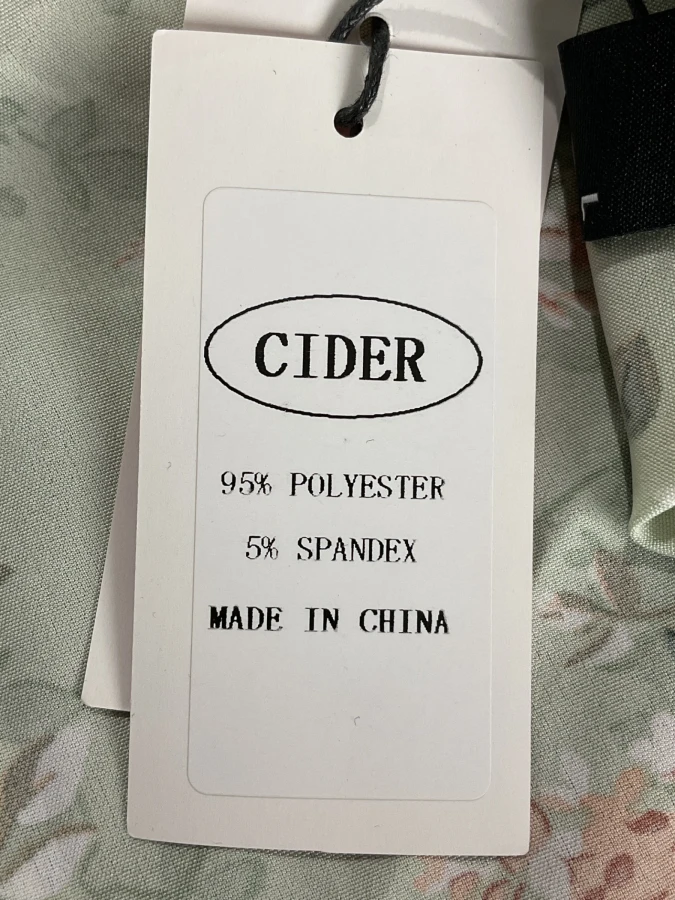 CIDER
95% POLYESTER
5% SPANDEX
MADE IN CHINA
L